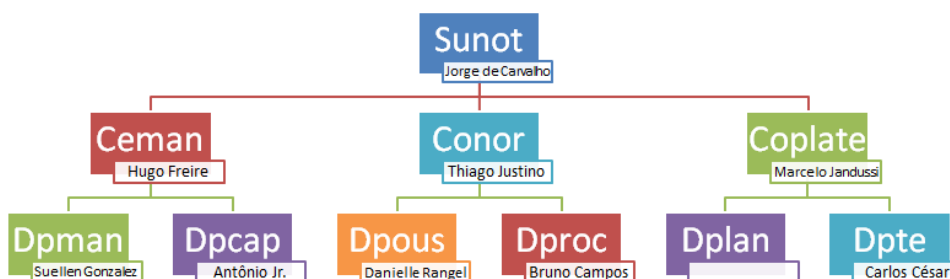 Sunot
Jorge de Carvalho
Ceman
Hugo Freire
Conor
Thiago Justino
Coplate
Marcelo Jandussi
Dpman
Suellen Gonzalez
Dpcap
Antônio Jr.
Dpous
Danielle Rangel
Dproc
Bruno Campos
Dplan
Dpte
Carlos César